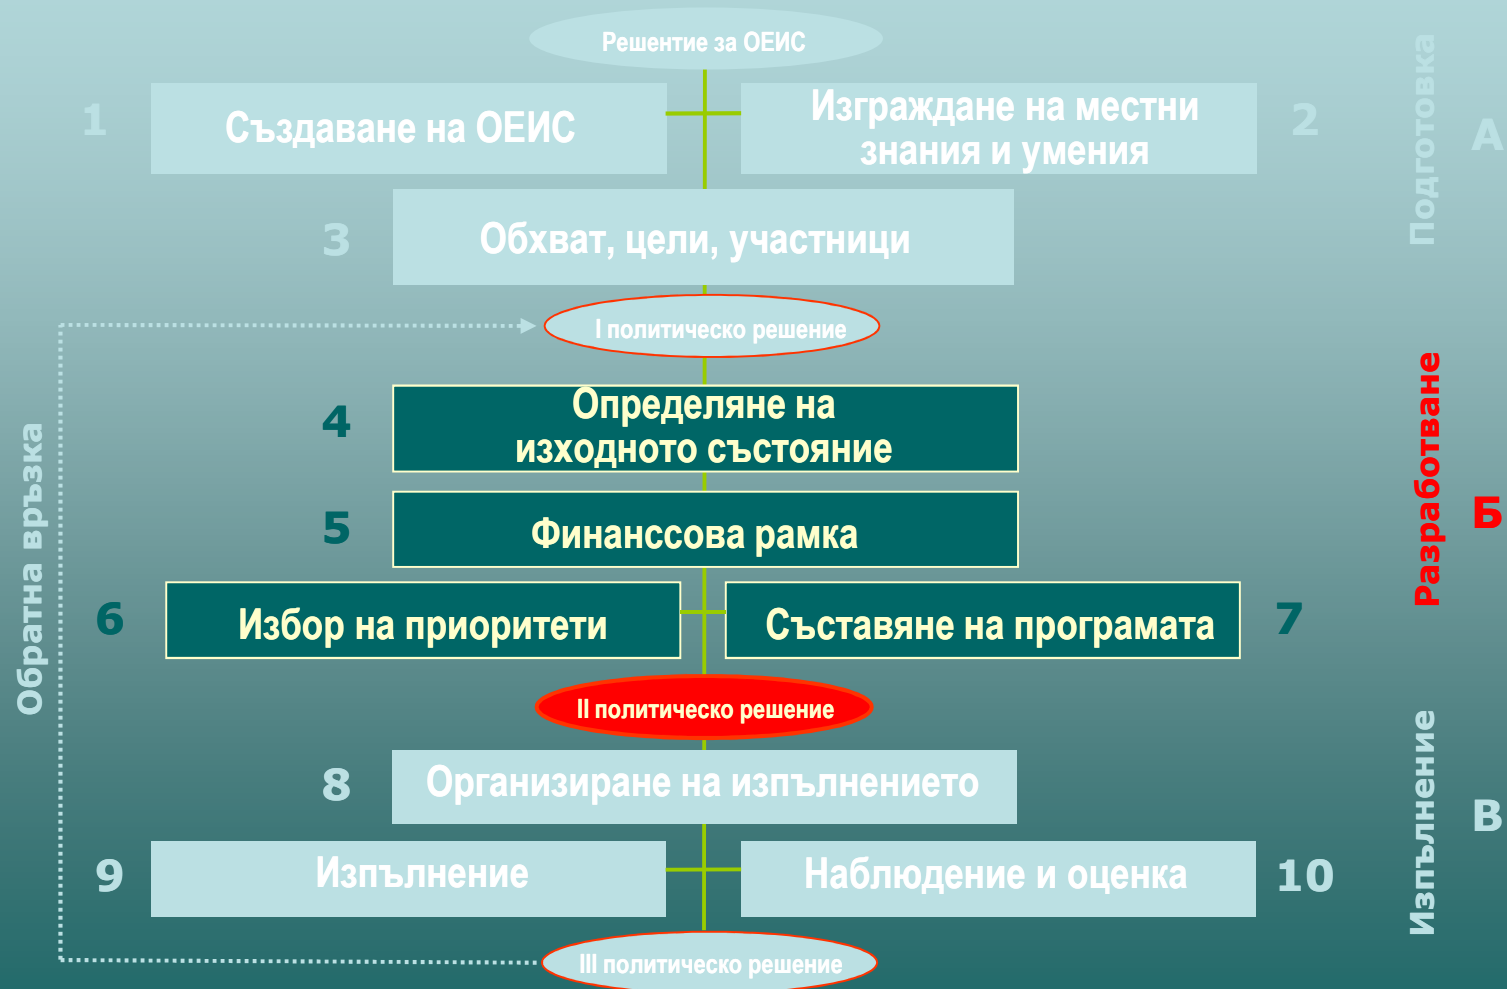 Решентие за ОЕИС
1
Създаване на ОЕИС
Изграждане на местни
знания и умения
2
Подготовка
А
3
Обхват, цели, участници
I политическо решение
4
Определяне на
изходното състояние
5
Финанссова рамка
Разработване
Б
6
Избор на приоритети
Съставяне на програмата
7
Обратна връзка
II политическо решение
8
Организиране на изпълнението
Изпълнение
В
9
Изпълнение
Наблюдение и оценка
10
III политическо решение